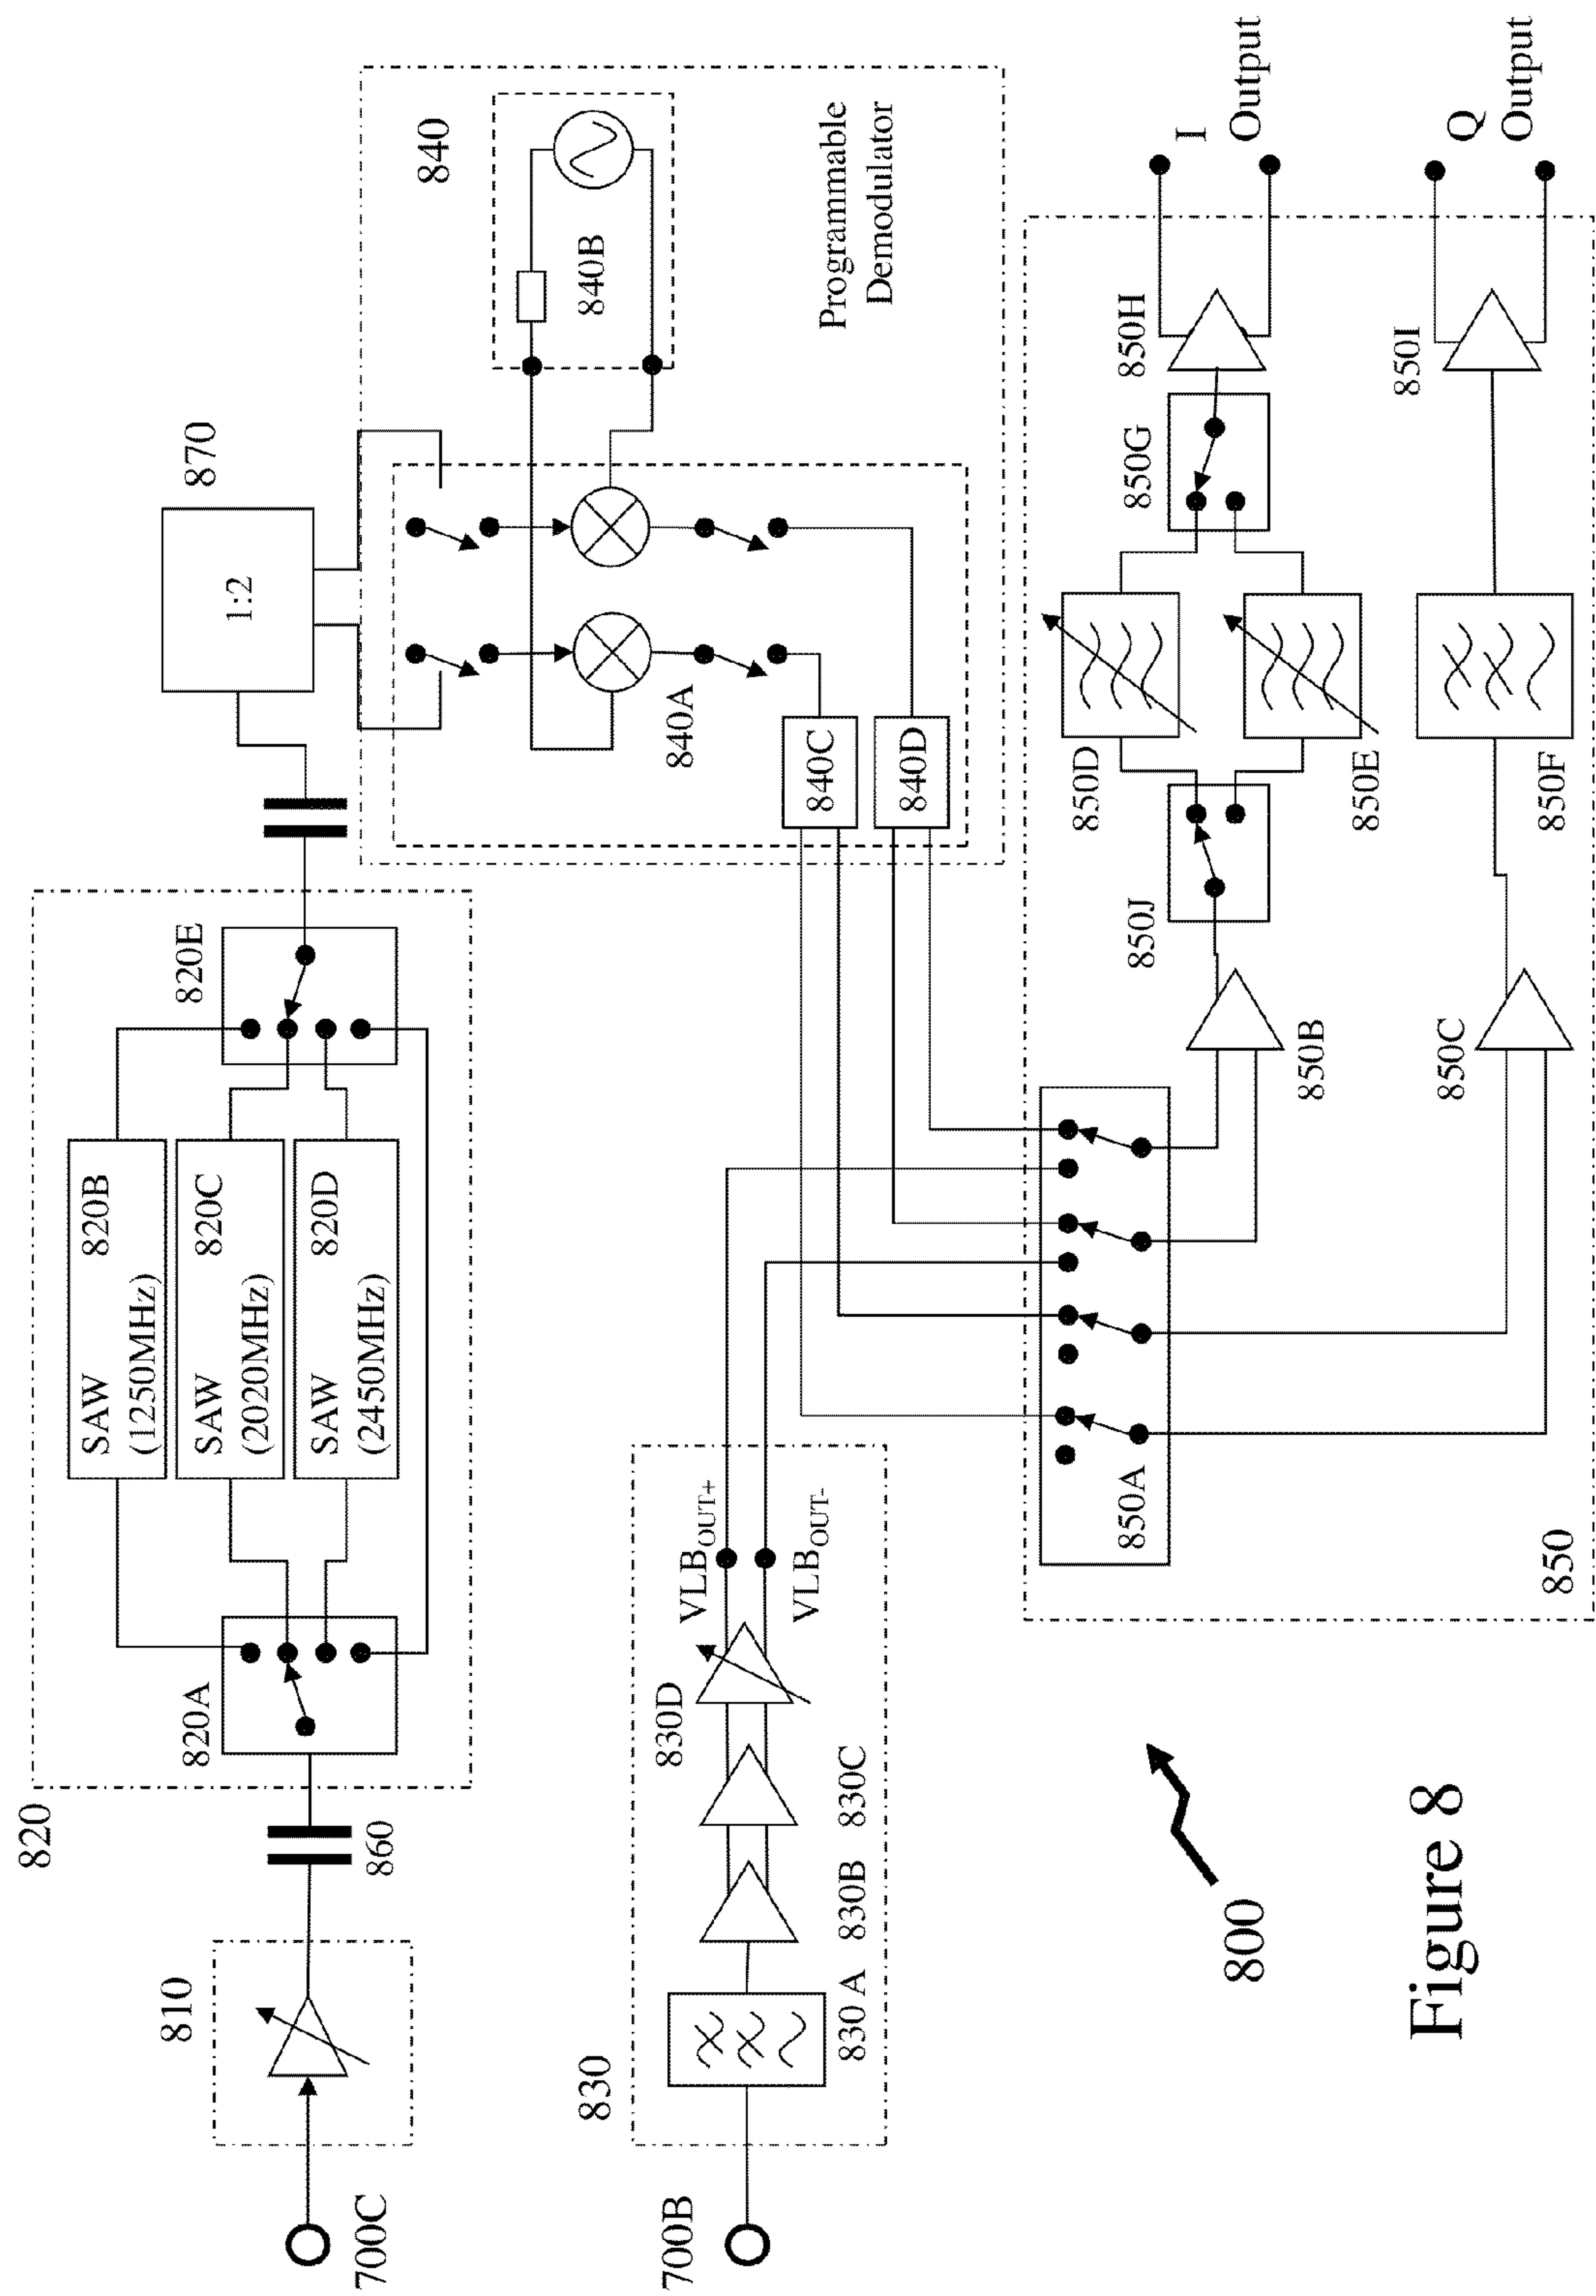 820
820A
SAW 820B
(1250MHz)
SAW 820C
(2020MHz)
SAW 820D
(2450MHz)
820E
870
1:2
810
860
700C
840
840B
840A
840C
840D
Programmable
Demodulator
830
830 A
830B
830C
830D
VLBOUT+
VLBOUT-
700B
850A
850B
850C
850J
850D
850E
850F
850G
850H
850I
I
Output
Q
Output
850
800
Figure 8